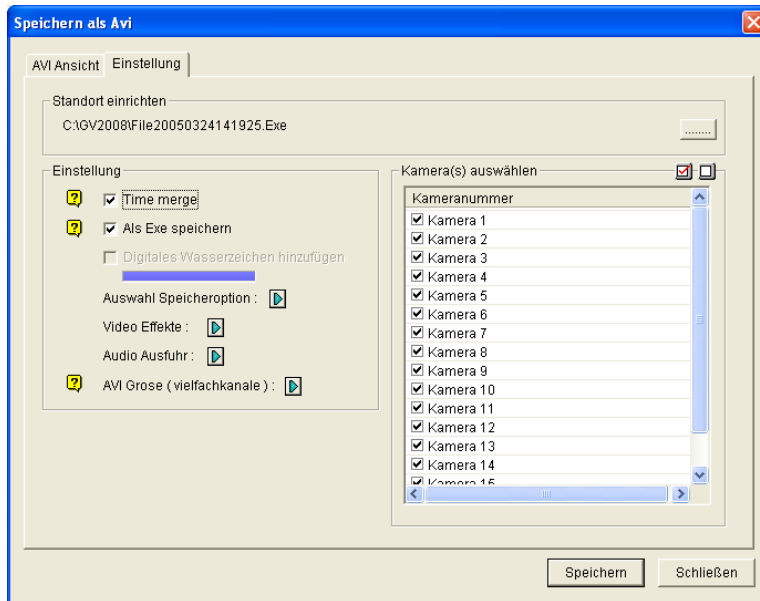 Speichern als Avi
AVI Ansicht
Einstellung
Standort einrichten
C:\GV2008\File20050324141925.Exe
........
Einstellung
Time merge
Als Exe speichern
Digitales Wasserzeichen hinzufügen
Auswahl Speicheroption :
Video Effekte :
Audio Ausfuhr :
AVI Grose ( vielfachkanale ) :
Kamera(s) auswählen
Kameranummer
Kamera 1
Kamera 2
Kamera 3
Kamera 4
Kamera 5
Kamera 6
Kamera 7
Kamera 8
Kamera 9
Kamera 10
Kamera 11
Kamera 12
Kamera 13
Kamera 14
Kamera 15
Speichern
Schließen